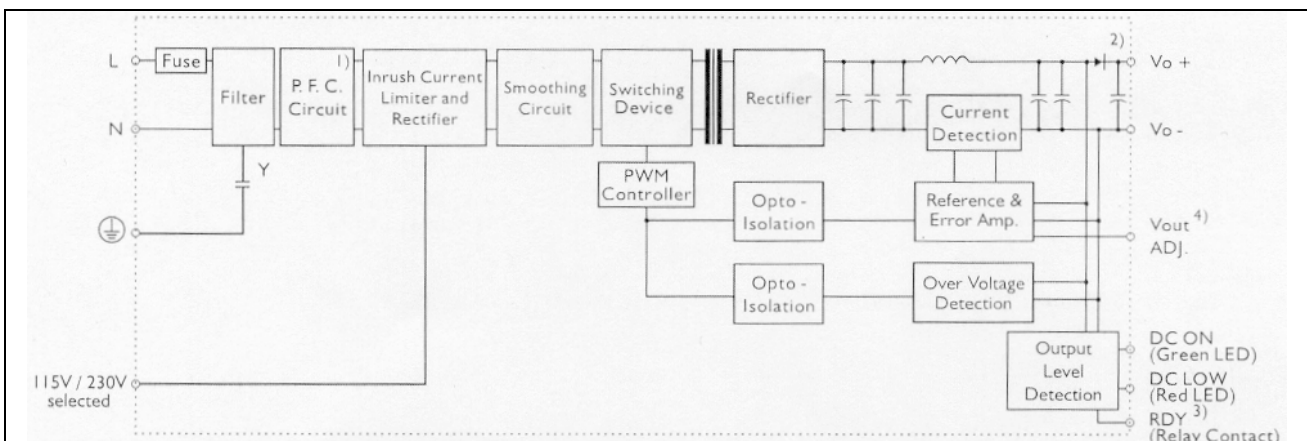 L
Fuse
Filter
P. F. C.
Circuit
1)
Inrush Current
Limiter and
Rectifier
Smoothing
Circuit
Switching
Device
Rectifier
2)
Vo +
N
Current
Detection
Vo -
Y
PWM
Controller
Opto -
Isolation
Reference &
Error Amp.
Vout 4)
ADJ.
Opto -
Isolation
Over Voltage
Detection
115V / 230V
selected
Output
Level
Detection
DC ON
(Green LED)
DC LOW
(Red LED)
RDY 3)
(Relay Contact)